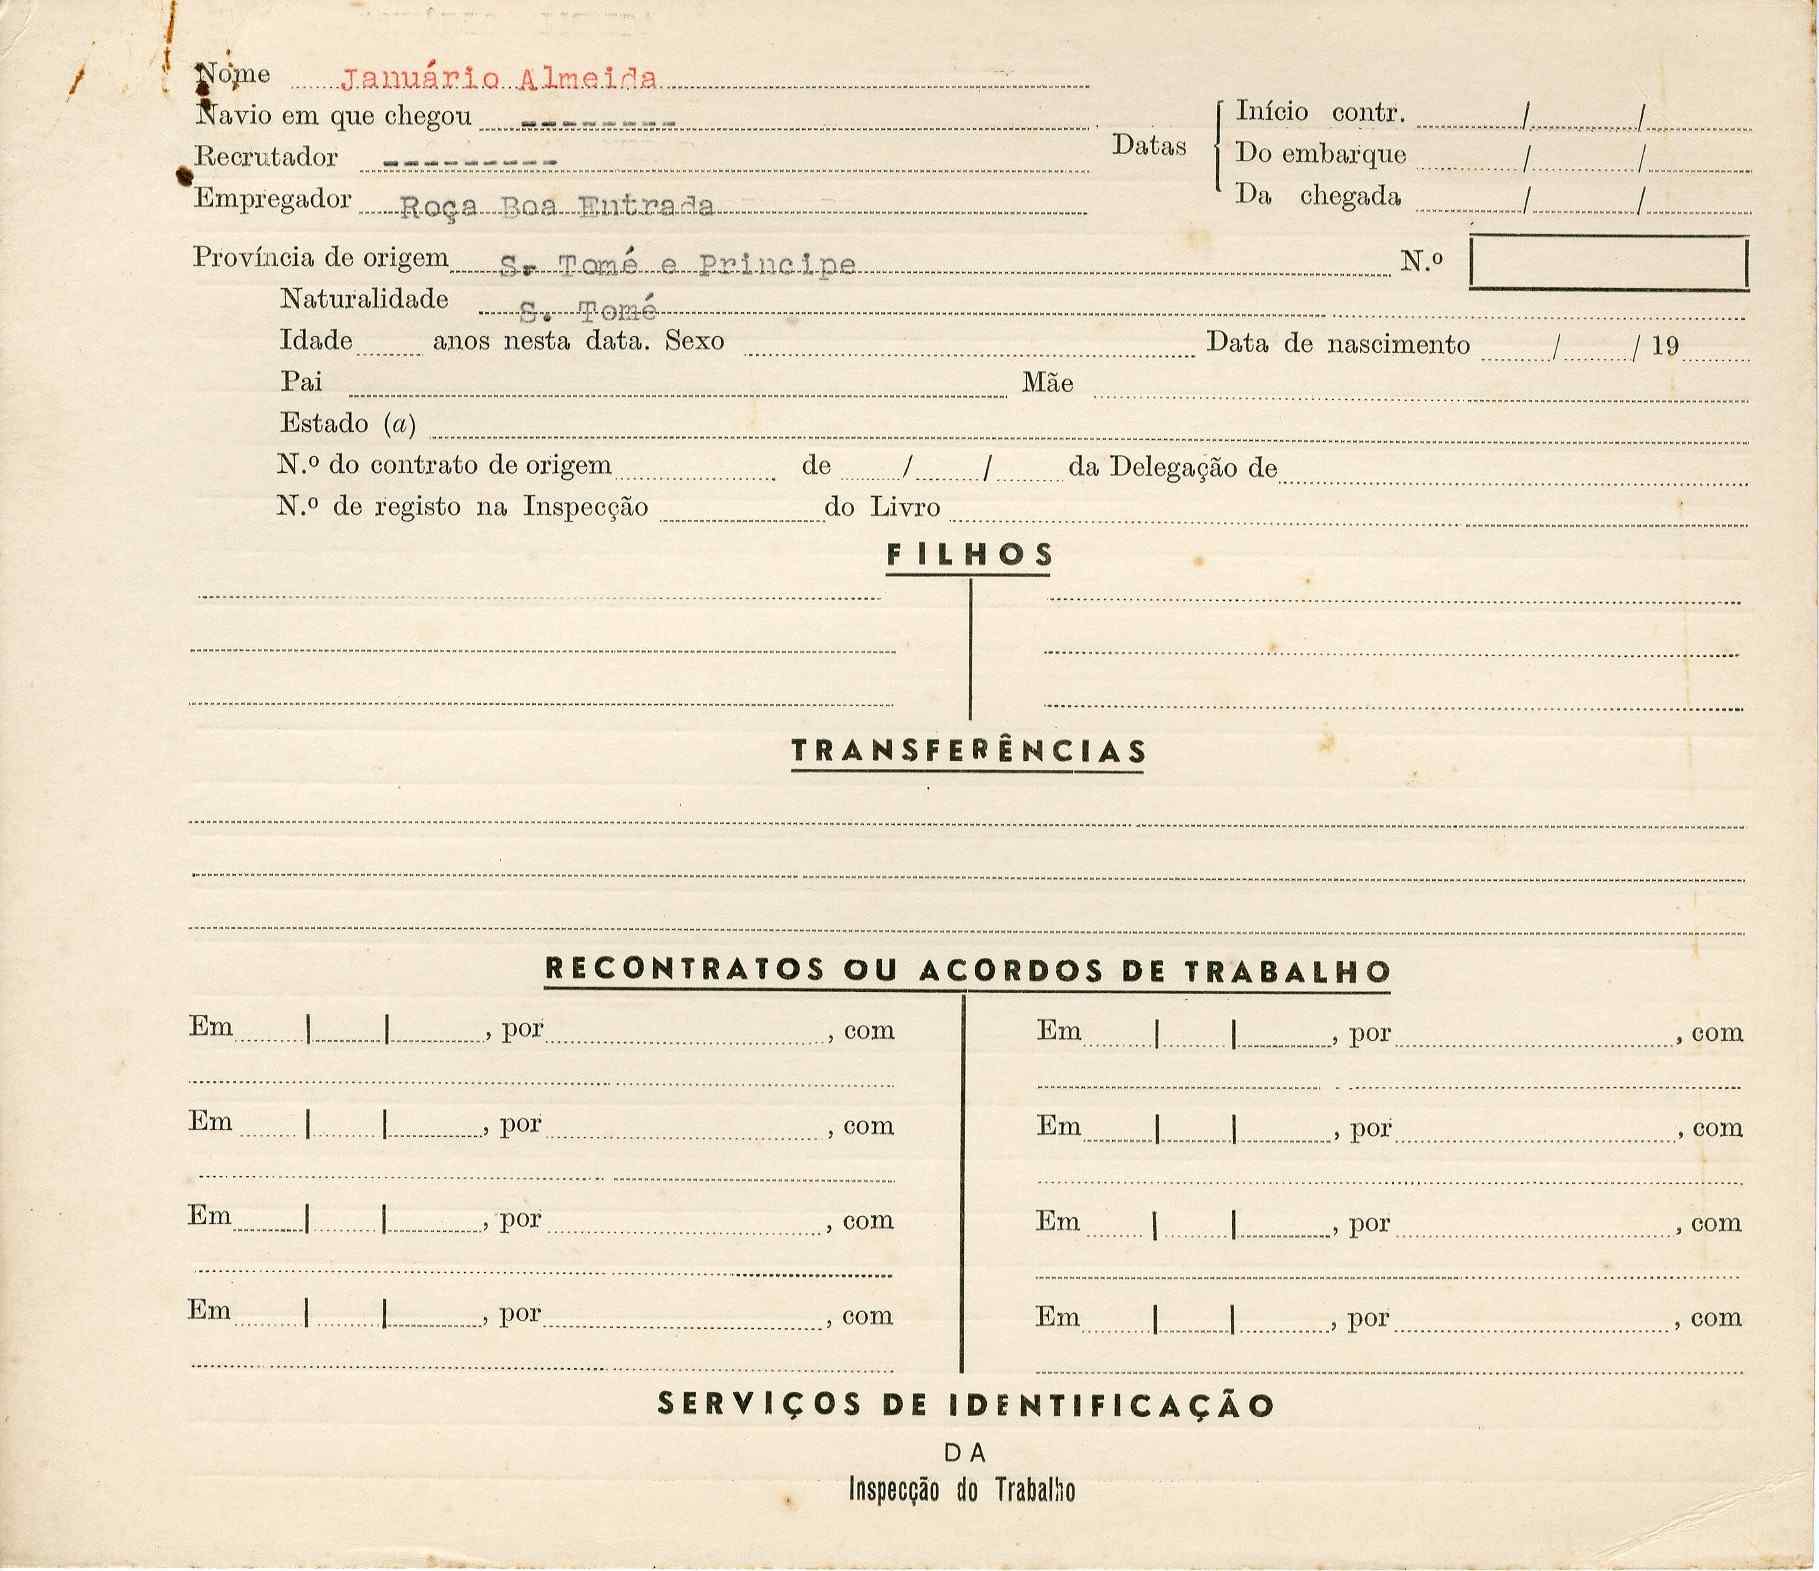 Nome Januário Almeida
Navio em que chegou --------
Recrutador ---------
Empregador Roça Boa Entrada
Datas
Início contr. / /
Do embarque / /
Da chegada / /
Província de origem S. Tomé e Principe N.º
Naturalidade S. Tomé
Idade anos nesta data. Sexo Data de nascimento / / 19
Pai Mãe
Estado (a)
N.º do contrato de origem de / / da Delegação de
N.º de registo na Inspecção do Livro
FILHOS
TRANSFERÊNCIAS
RECONTRATOS OU ACORDOS DE TRABALHO
Em | | , por , com Em | | , por , com
Em | | , por , com Em | | , por , com
Em | | , por , com Em | | , por , com
Em | | , por , com Em | | , por , com
SERVIÇOS DE IDENTIFICAÇÃO
DA
Inspecção do Trabalho